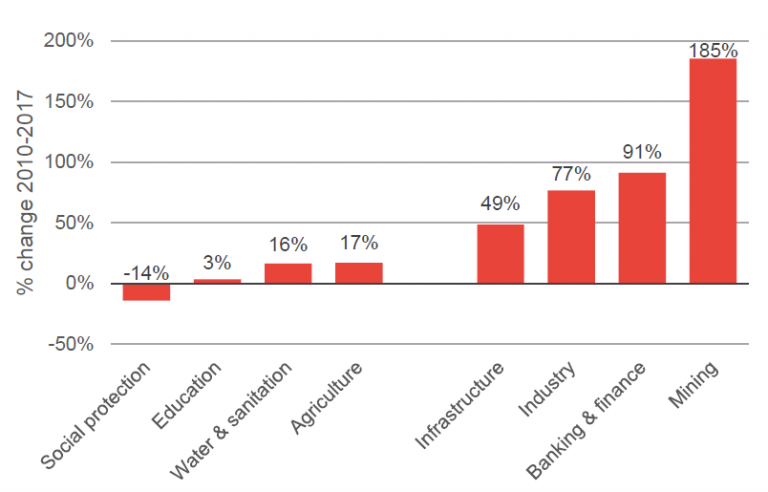 200%
150%
100%
50%
0%
-50%
% change 2010-2017
-14%
3%
16%
17%
49%
77%
91%
185%
Social protection
Education
Water & sanitation
Agriculture
Infrastructure
Industry
Banking & finance
Mining